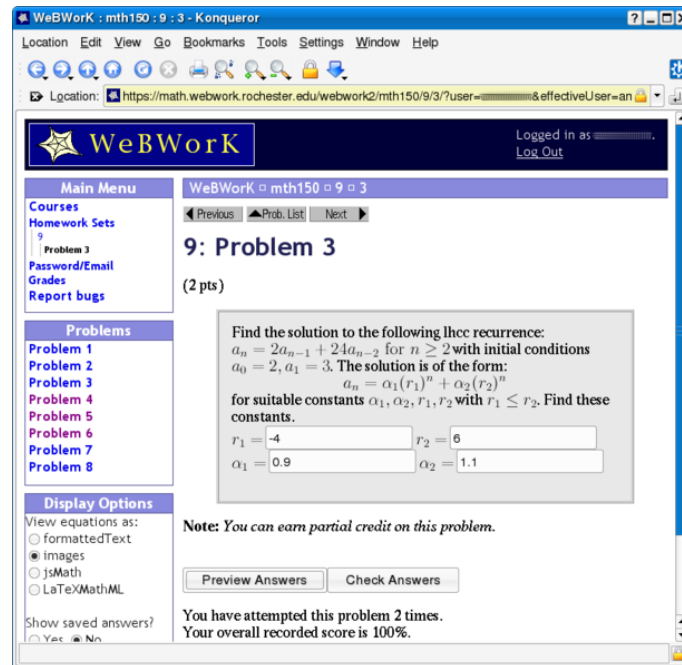 WeBWorK : mth150 : 9 : 3 - Konqueror
Location Edit View Go Bookmarks Tools Settings Window Help
Location: https://math.webwork.rochester.edu/webwork2/mth150/9/3/?user= &effectiveUser=an
WeBWorK
Logged in as .
Log Out
Main Menu
Courses
Homework Sets
9
Problem 3
Password/Email
Grades
Report bugs
Problems
Problem 1
Problem 2
Problem 3
Problem 4
Problem 5
Problem 6
Problem 7
Problem 8
Display Options
View equations as:
formattedText
images
jsMath
LaTeXMathML
Show saved answers?
Yes No
WeBWorK mth150 9 3
Previous Prob. List Next
9: Problem 3
(2 pts)
Find the solution to the following lhcc recurrence:
aₙ = 2aₙ₋₁ + 24aₙ₋₂ for n ≥ 2 with initial conditions
a₀ = 2, a₁ = 3. The solution is of the form:
aₙ = α₁(r₁)ⁿ + α₂(r₂)ⁿ
for suitable constants α₁, α₂, r₁, r₂ with r₁ ≤ r₂. Find these
constants.
r₁ = -4 r₂ = 6
α₁ = 0.9 α₂ = 1.1
Note: You can earn partial credit on this problem.
Preview Answers Check Answers
You have attempted this problem 2 times.
Your overall recorded score is 100%.